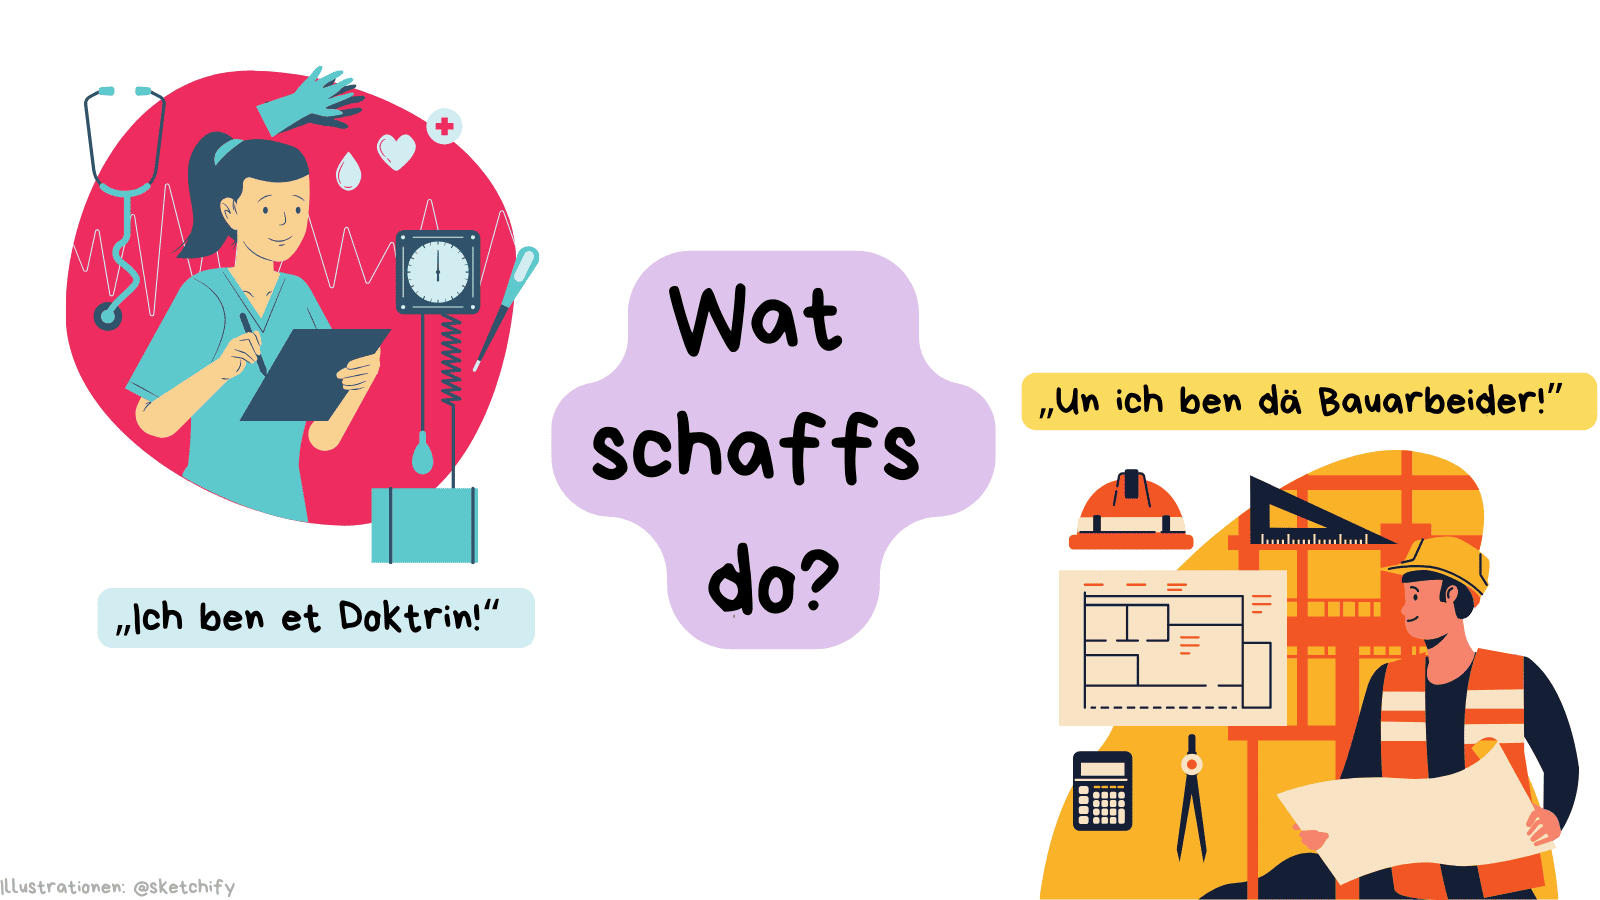 Wat
schaffs
do?
„Ich ben et Doktrin!“
„Un ich ben dä Bauarbeider!”
Illustrationen: @sketchify